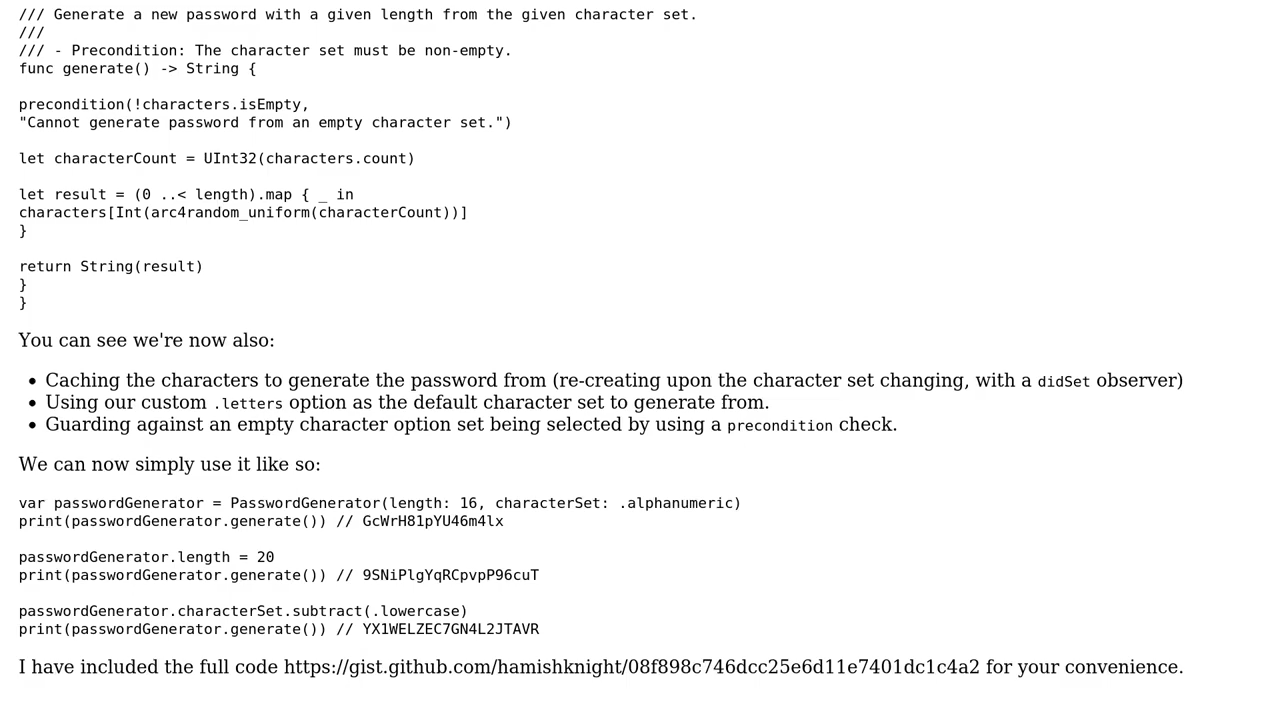 /// Generate a new password with a given length from the given character set.
///
/// - Precondition: The character set must be non-empty.
func generate() -> String {
precondition(!characters.isEmpty,
"Cannot generate password from an empty character set.")
let characterCount = UInt32(characters.count)
let result = (0 ..< length).map { _ in
characters[Int(arc4random_uniform(characterCount))]
}
return String(result)
}
}
You can see we're now also:
• Caching the characters to generate the password from (re-creating upon the character set changing, with a didSet observer)
• Using our custom .letters option as the default character set to generate from.
• Guarding against an empty character option set being selected by using a precondition check.
We can now simply use it like so:
var passwordGenerator = PasswordGenerator(length: 16, characterSet: .alphanumeric)
print(passwordGenerator.generate()) // GcWrH81pYU46m4lx
passwordGenerator.length = 20
print(passwordGenerator.generate()) // 9SNiPlgYqRCpvpP96cuT
passwordGenerator.characterSet.subtract(.lowercase)
print(passwordGenerator.generate()) // YX1WELZEC7GN4L2JTAVR
I have included the full code https://gist.github.com/hamishknight/08f898c746dcc25e6d11e7401dc1c4a2 for your convenience.